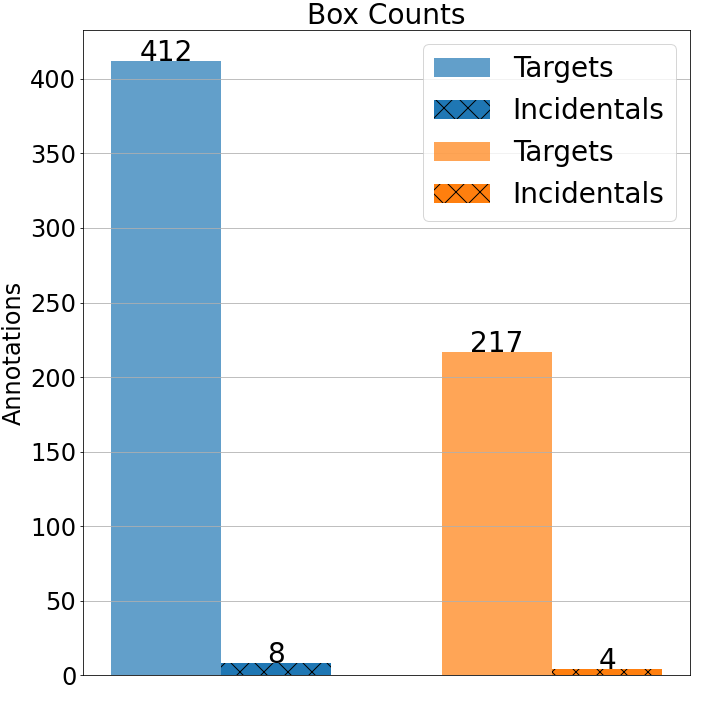 Box Counts
412
400
350
300
250
200
150
100
50
0
Annotations
Targets
Incidentals
Targets
Incidentals
217
8
4